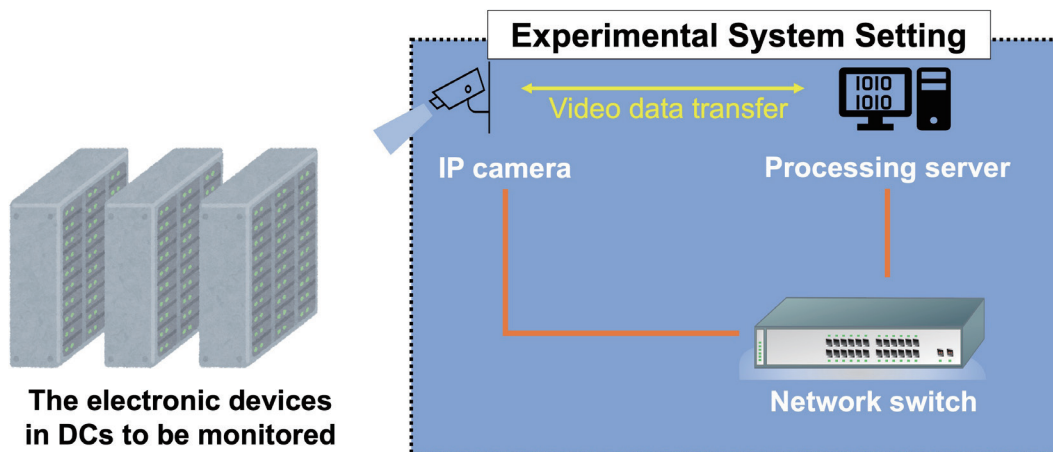 Experimental System Setting
1010
1010
Video data transfer
IP camera
Processing server
The electronic devices
in DCs to be monitored
Network switch